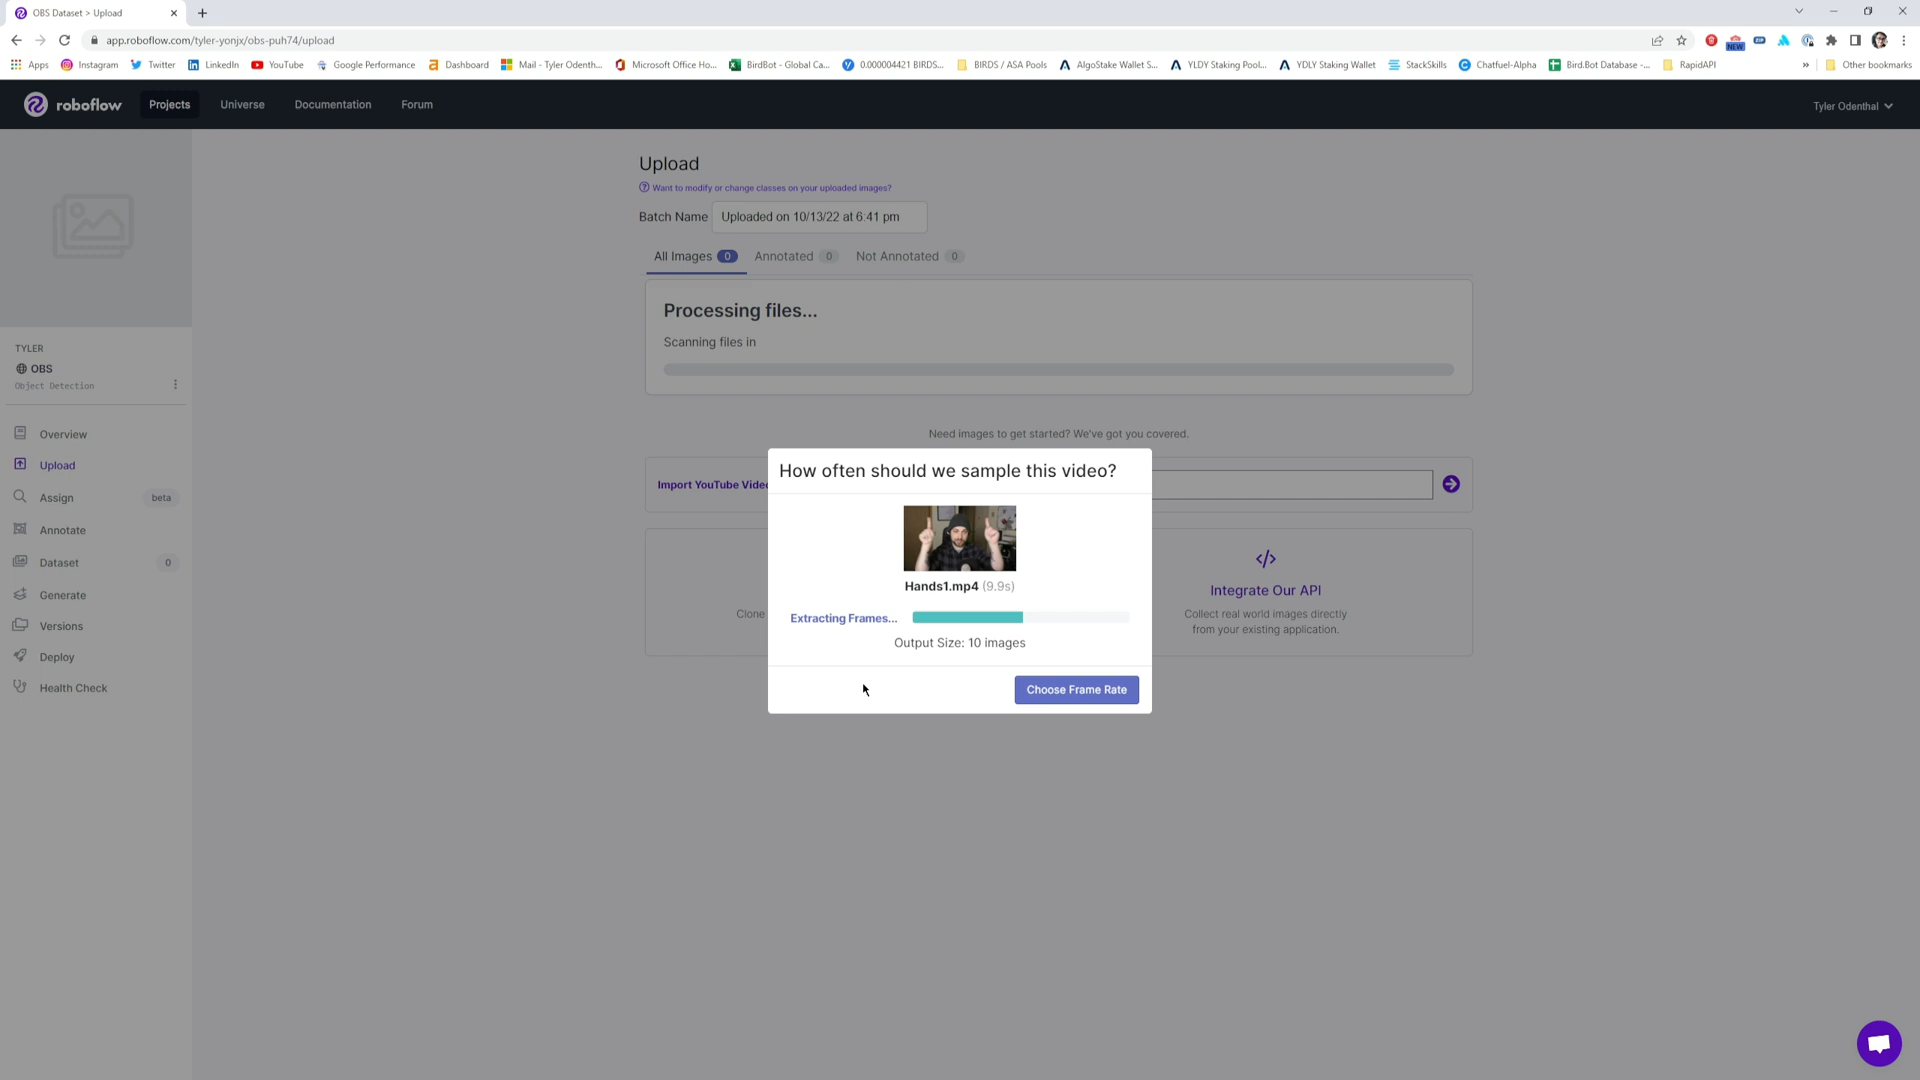 OBS Dataset > Upload
app.roboflow.com/tyler-yonjx/obs-puh74/upload
Apps Instagram Twitter LinkedIn YouTube Google Performance Dashboard Mail - Tyler Odenth... Microsoft Office Ho... BirdBot - Global Ca... 0.000004421 BIRDS... BIRDS / ASA Pools AlgoStake Wallet S... YLDY Staking Pool... YDLY Staking Wallet StackSkills Chatfuel-Alpha Bird.Bot Database -... RapidAPI » Other bookmarks
NEW
ZIP
roboflow Projects Universe Documentation Forum Tyler Odenthal
Upload
Want to modify or change classes on your uploaded images?
Batch Name Uploaded on 10/13/22 at 6:41 pm
All Images 0 Annotated 0 Not Annotated 0
Processing files...
Scanning files in
TYLER
OBS
Object Detection
Overview
Upload
Assign beta
Annotate
Dataset 0
Generate
Versions
Deploy
Health Check
Need images to get started? We've got you covered.
Import YouTube Video
How often should we sample this video?
Hands1.mp4 (9.9s)
Extracting Frames...
Output Size: 10 images
Choose Frame Rate
Clone
</>
Integrate Our API
Collect real world images directly
from your existing application.